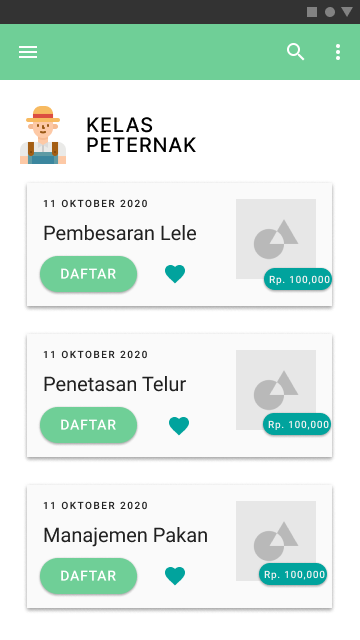 KELAS
PETERNAK
11 OKTOBER 2020
Pembesaran Lele
DAFTAR
Rp. 100,000
11 OKTOBER 2020
Penetasan Telur
DAFTAR
Rp. 100,000
11 OKTOBER 2020
Manajemen Pakan
DAFTAR
Rp. 100,000